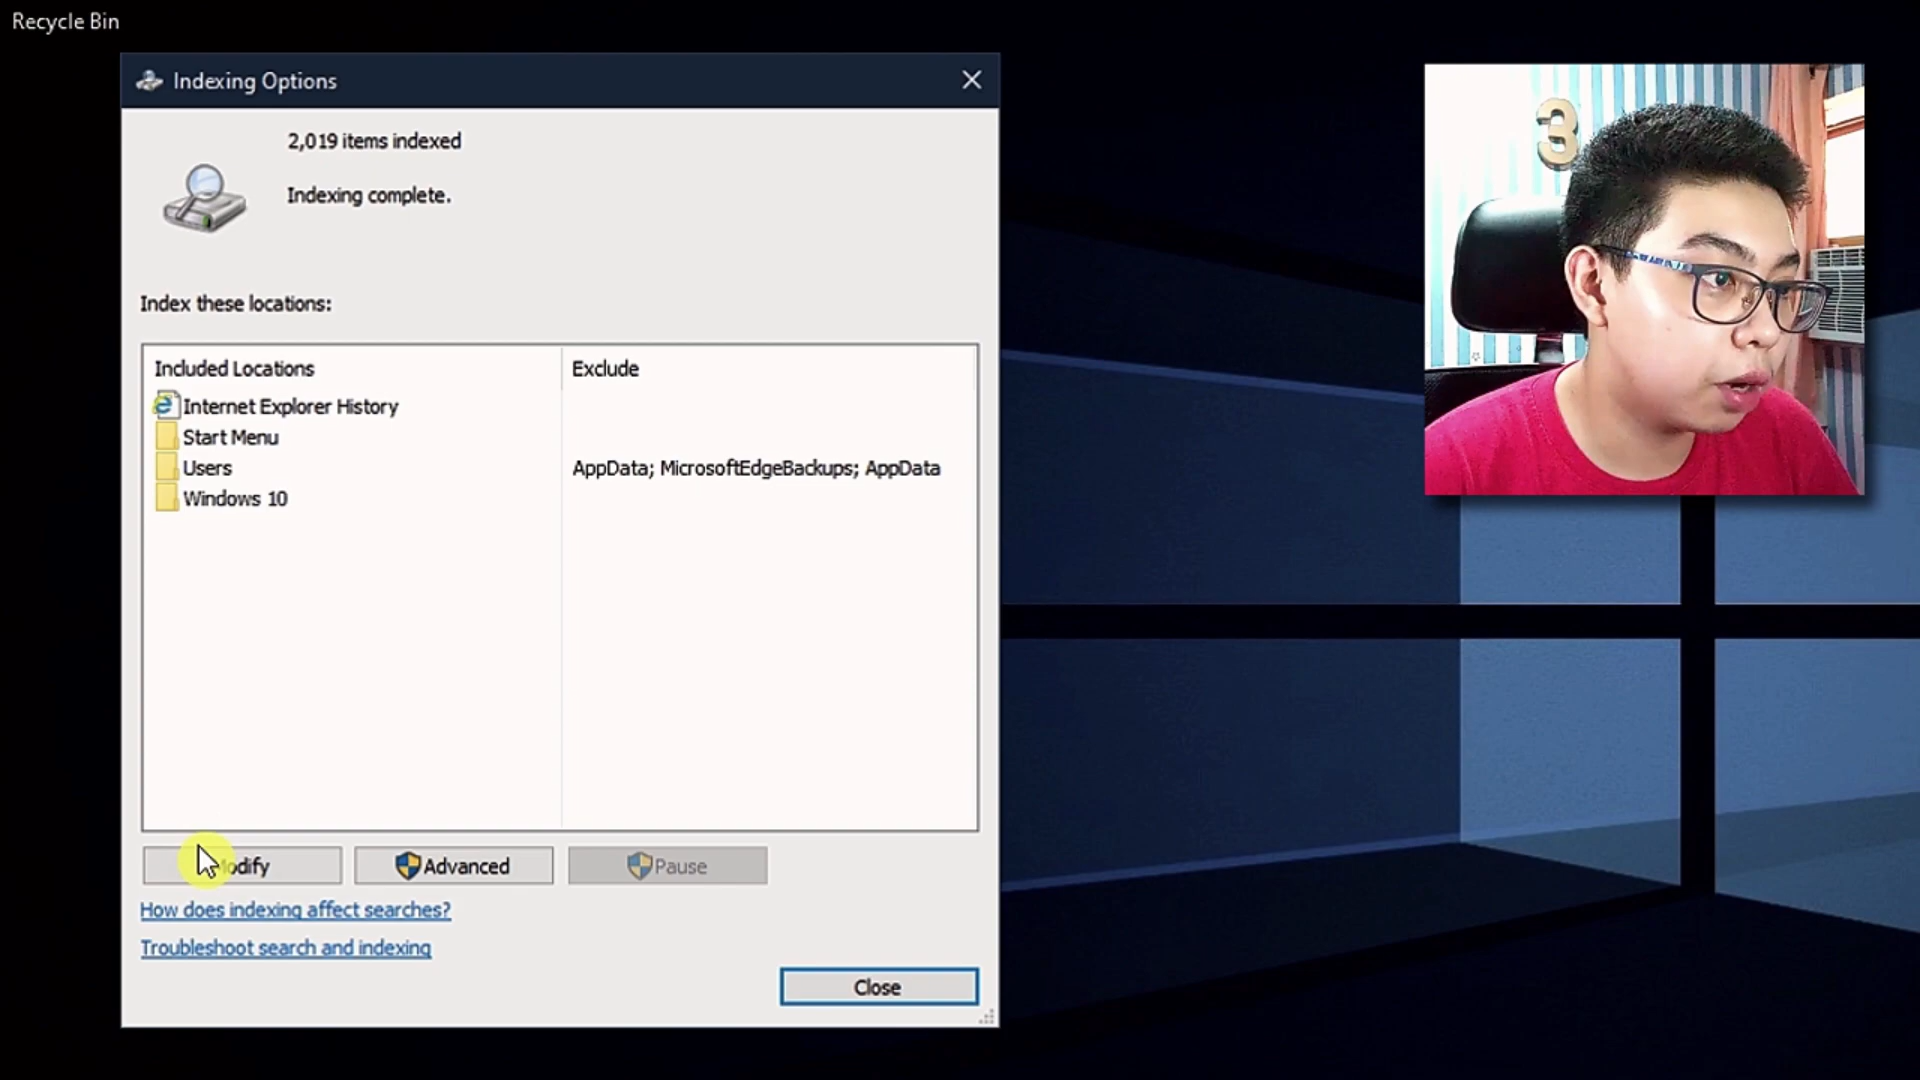 Recycle Bin
Indexing Options
2,019 items indexed
Indexing complete.
Index these locations:
Included Locations
Exclude
Internet Explorer History
Start Menu
Users
AppData; MicrosoftEdgeBackups; AppData
Windows 10
odify
Advanced
Pause
How does indexing affect searches?
Troubleshoot search and indexing
Close
3